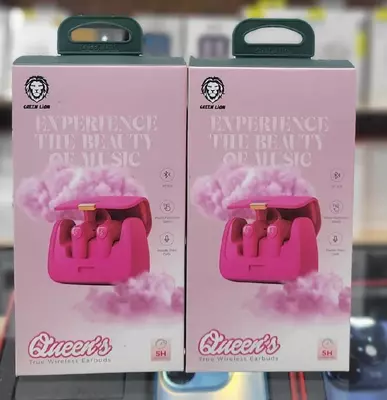 GREEN LION
EXPERIENCE
THE BEAUTY
OF MUSIC
Queen's
True Wireless Earbuds
5H
GREEN LION
EXPERIENCE
THE BEAUTY
OF MUSIC
Queen's
True Wireless Earbuds
5H